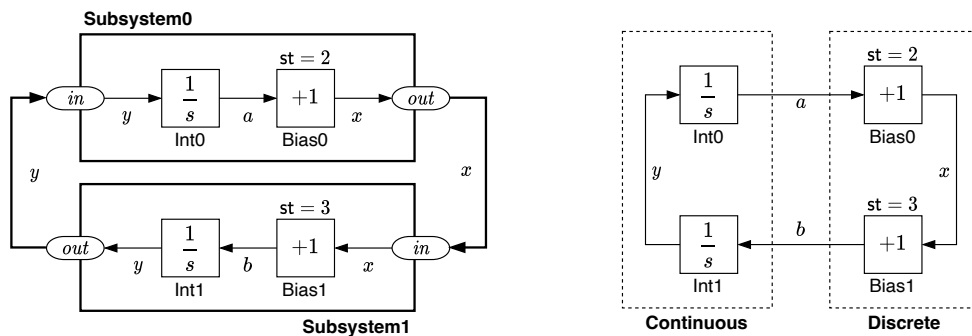 Subsystem0
st = 2
in
y
1
s
a
+1
x
out
Int0
Bias0
y
x
st = 3
out
y
1
s
b
+1
x
in
Int1
Bias1
Subsystem1
st = 2
1
s
a
+1
Int0
Bias0
y
x
st = 3
1
s
b
+1
Int1
Bias1
Continuous
Discrete